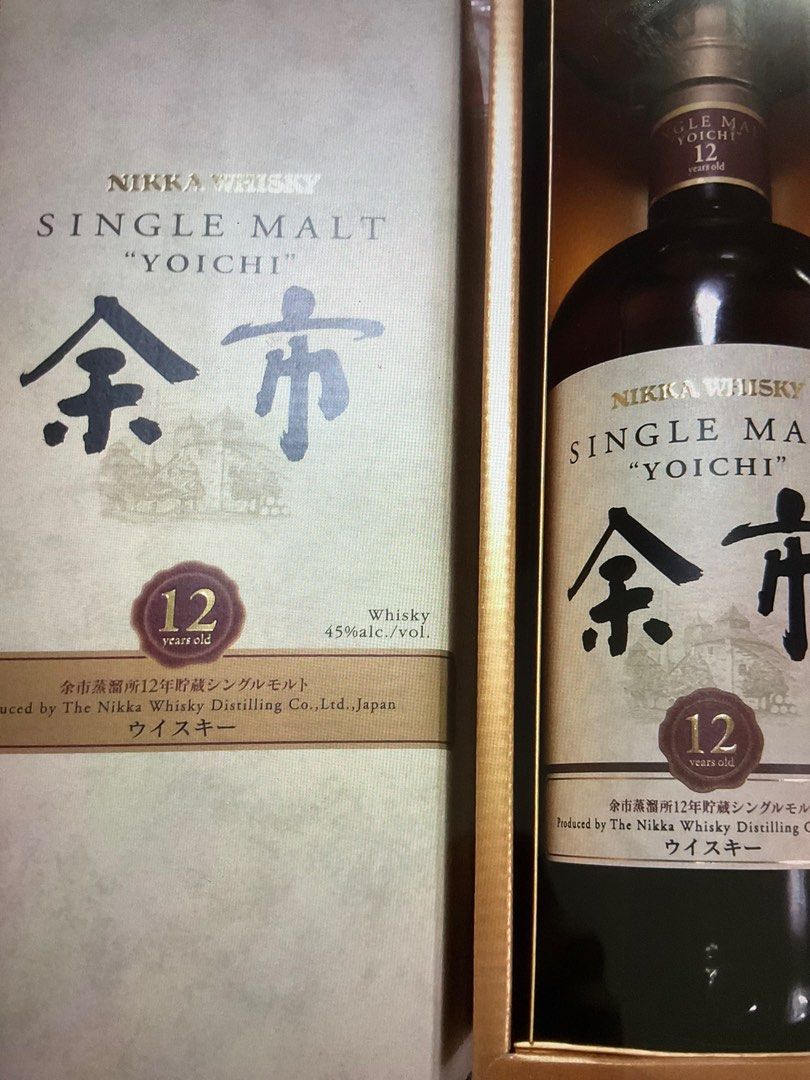 NIKKA WHISKY
SINGLE MALT
"YOICHI"
余市
12
years old
Whisky
45%alc./vol.
余市蒸溜所12年貯蔵シングルモルト
by The Nikka Whisky Distilling Co.,Ltd.,Japan
ウイスキー
SINGLE MA
YOICHI"
12
years old
NIKKA WHISKY
SINGLE MA
"YOICHI"
余市
12
years old
余市蒸溜所12年貯蔵シングルモル
Produced by The Nikka Whisky Distilling
ウイスキー